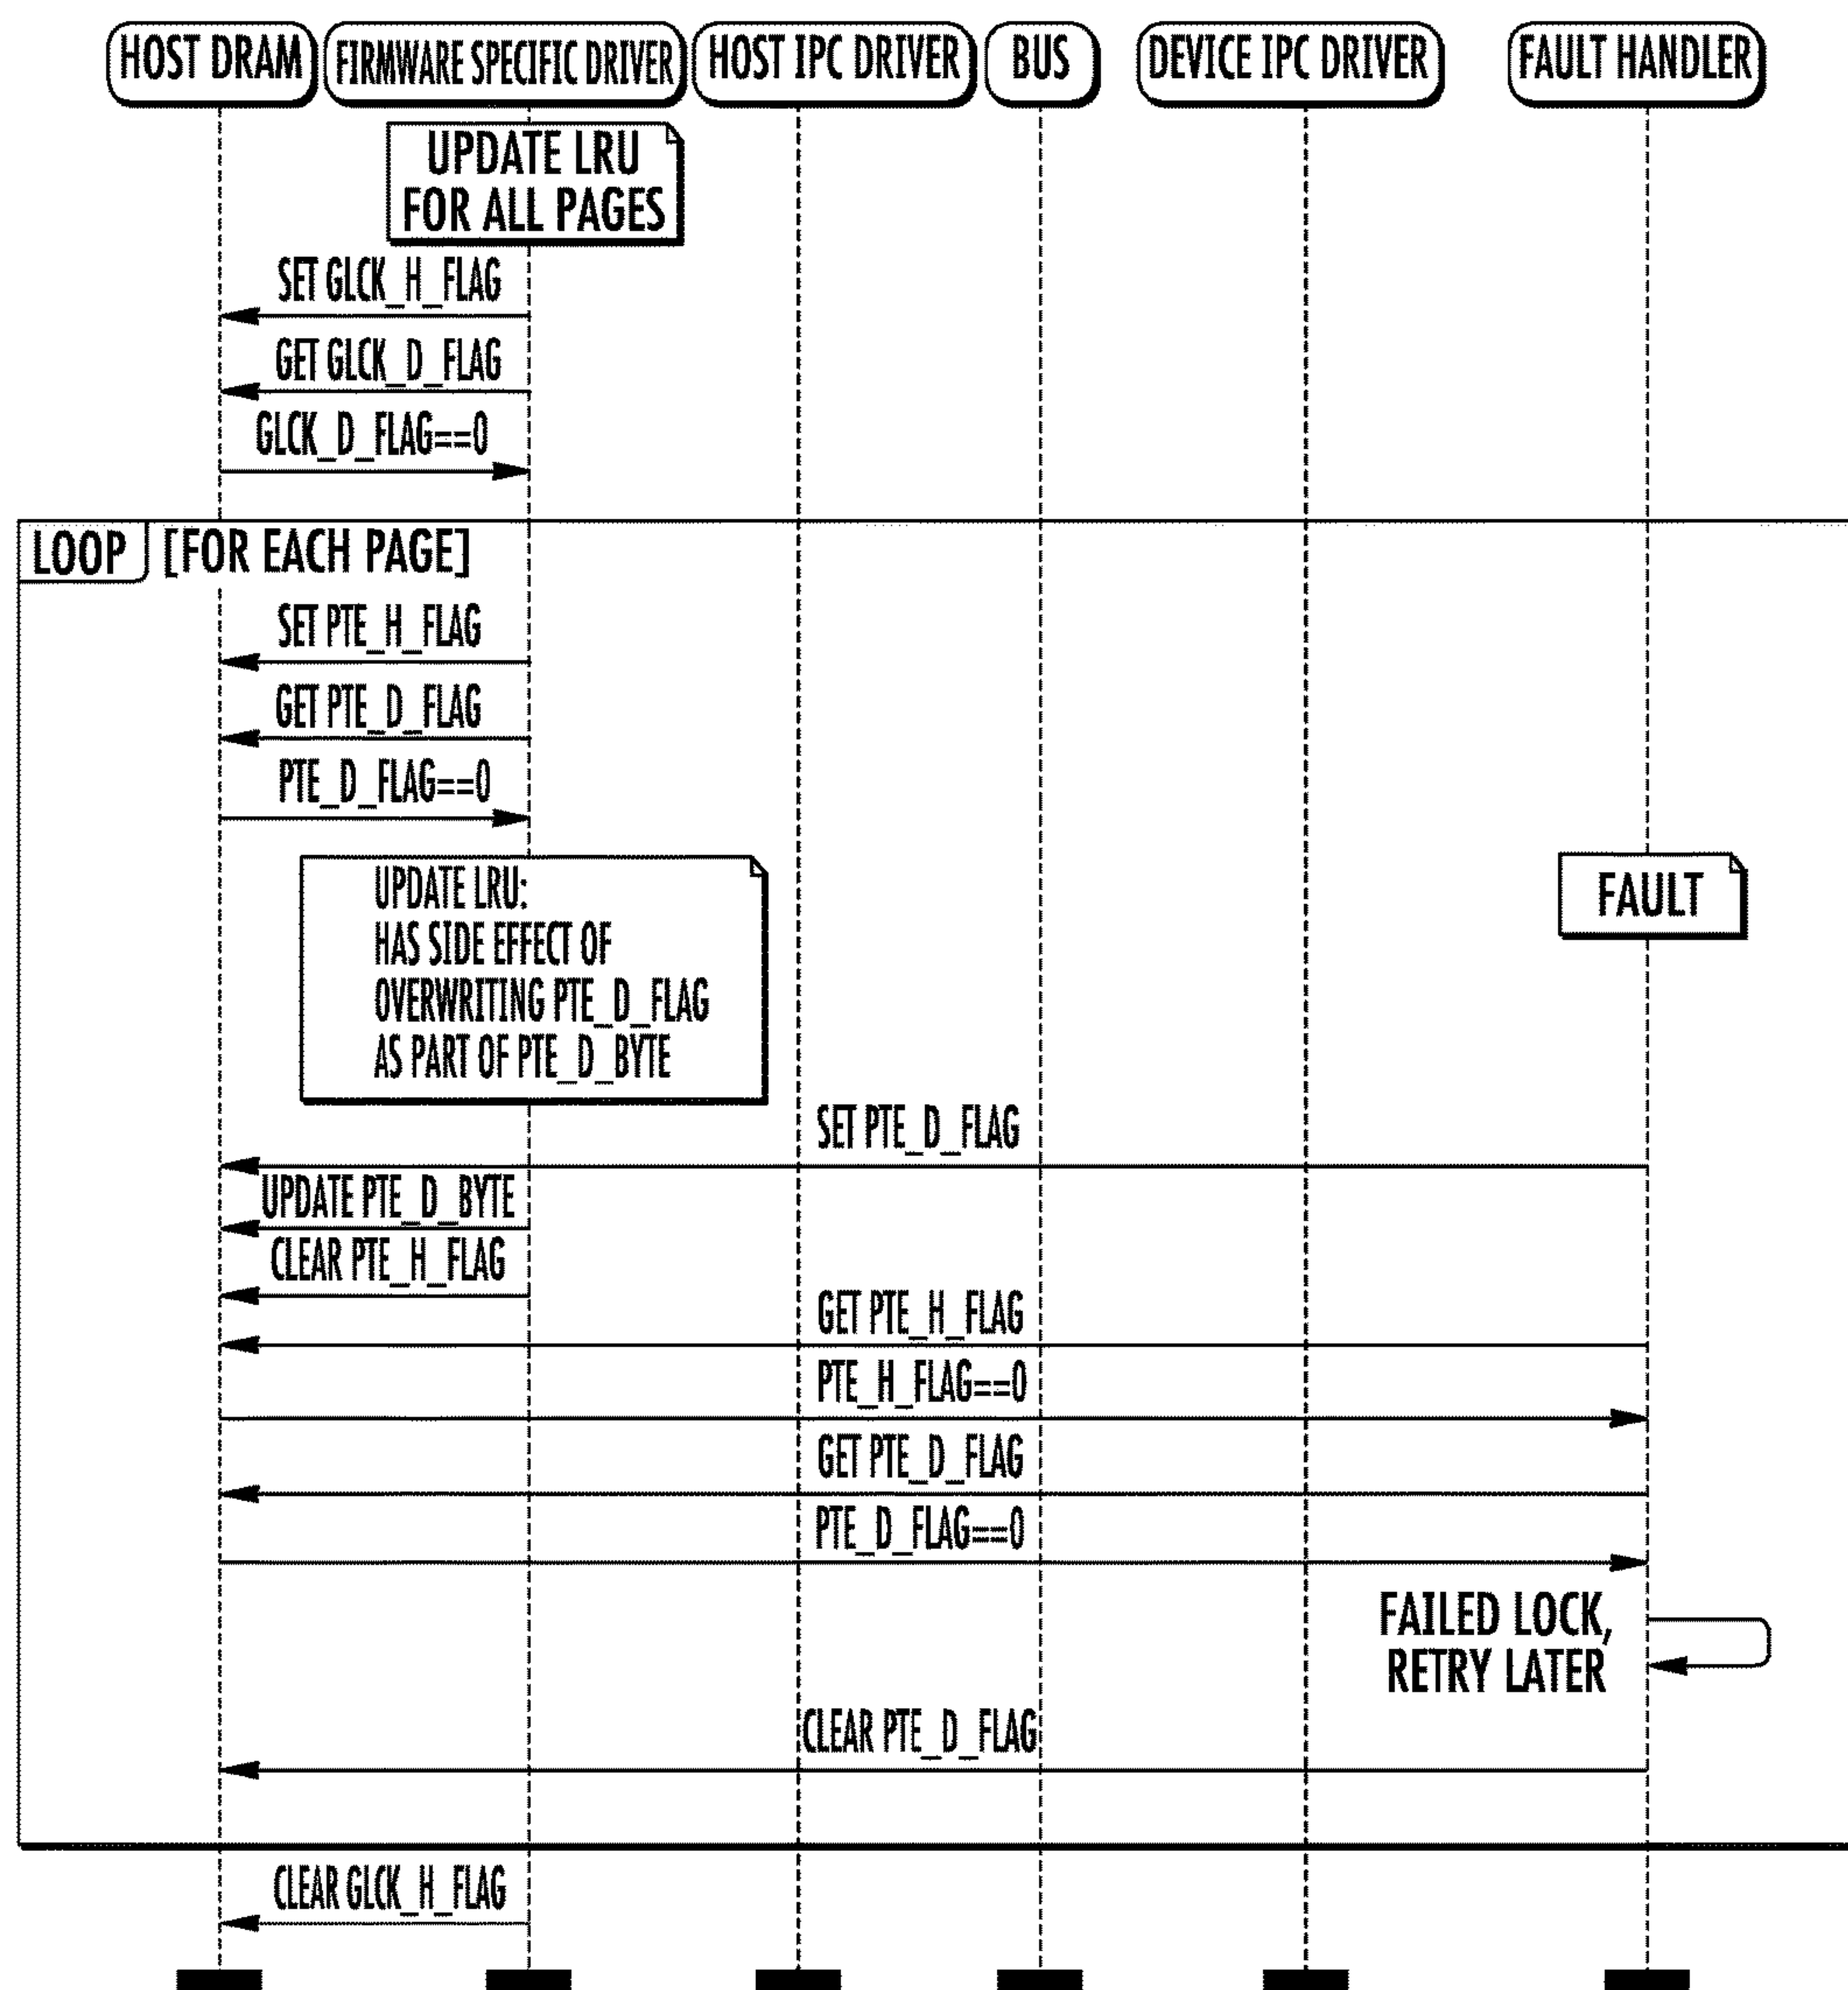 HOST DRAM
FIRMWARE SPECIFIC DRIVER
HOST IPC DRIVER
BUS
DEVICE IPC DRIVER
FAULT HANDLER
UPDATE LRU
FOR ALL PAGES
SET GLCK_H_FLAG
GET GLCK_D_FLAG
GLCK_D_FLAG==0
LOOP [FOR EACH PAGE]
SET PTE_H_FLAG
GET PTE_D_FLAG
PTE_D_FLAG==0
UPDATE LRU:
HAS SIDE EFFECT OF
OVERWRITING PTE_D_FLAG
AS PART OF PTE_D_BYTE
FAULT
SET PTE_D_FLAG
UPDATE PTE_D_BYTE
CLEAR PTE_H_FLAG
GET PTE_H_FLAG
PTE_H_FLAG==0
GET PTE_D_FLAG
PTE_D_FLAG==0
FAILED LOCK,
RETRY LATER
CLEAR PTE_D_FLAG
CLEAR GLCK_H_FLAG